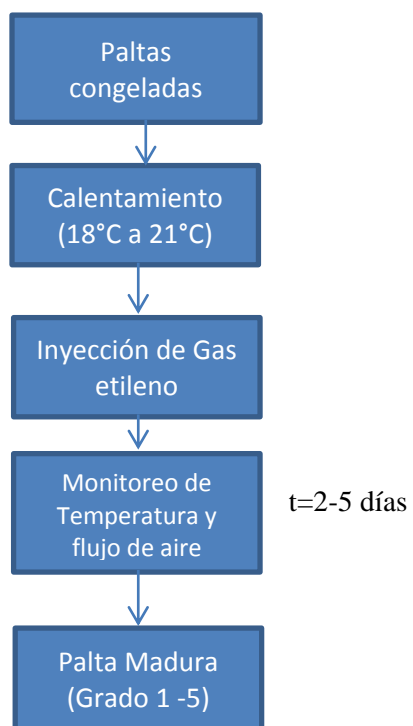 Paltas
congeladas
Calentamiento
(18°C a 21°C)
Inyección de Gas
etileno
Monitoreo de
Temperatura y
flujo de aire
t=2-5 días
Palta Madura
(Grado 1 -5)